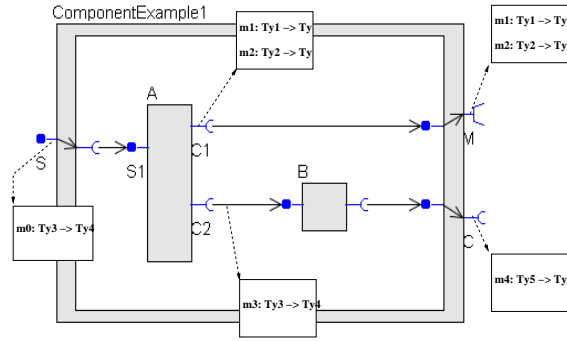 ComponentExample1
m1: Ty1 –> Ty
m2: Ty2 –> Ty
m1: Ty1 –> Ty
m2: Ty2 –> Ty
A
S
S1
C1
M
B
C2
C
m0: Ty3 –> Ty4
m3: Ty3 –> Ty4
m4: Ty5 –> Ty